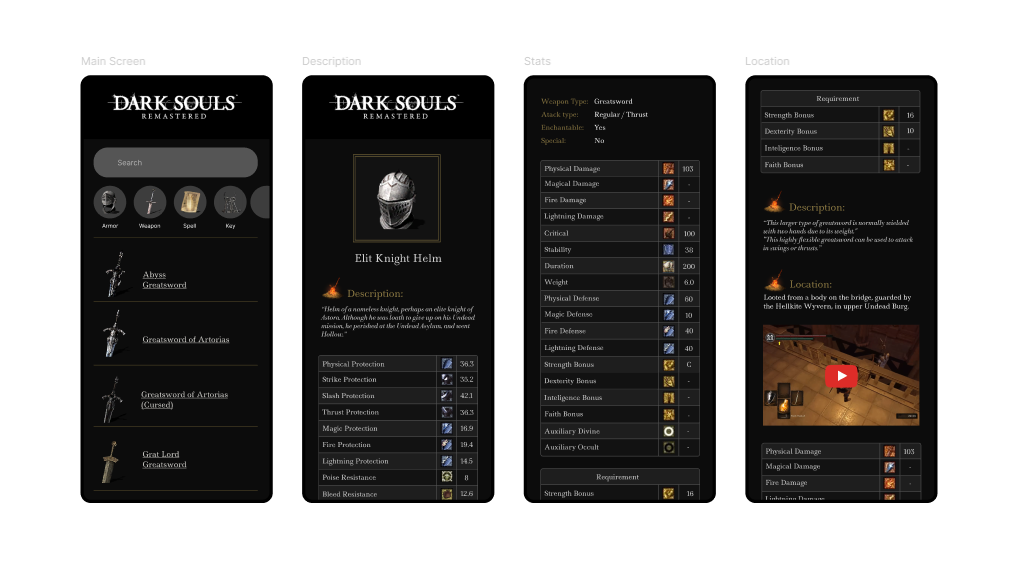 Main Screen
DARK SOULS
REMASTERED
Search
Armor
Weapon
Spell
Key
Abyss
Greatsword
Greatsword of Artorias
Greatsword of Artorias
(Cursed)
Grat Lord
Greatsword
Description
DARK SOULS
REMASTERED
Elit Knight Helm
Description:
"Helm of a nameless knight, perhaps an elite knight of
Astora. Although he was loath to give up on his Undead
mission, he perished at the Undead Asylum, and went
Hollow."
Physical Protection 36.3
Strike Protection 33.2
Slash Protection 42.1
Thrust Protection 36.3
Magic Protection 16.9
Fire Protection 19.4
Lightning Protection 14.5
Poise Resistance 8
Bleed Resistance 12.6
Stats
Weapon Type: Greatsword
Atack type: Regular / Thrust
Enchantable: Yes
Special: No
Physical Damage 103
Magical Damage -
Fire Damage -
Lightning Damage -
Critical 100
Stability 38
Duration 200
Weight 6.0
Physical Defense 60
Magic Defense 10
Fire Defense 40
Lightning Defense 40
Strength Bonus C
Dexterity Bonus -
Inteligence Bonus -
Faith Bonus -
Auxiliary Divine -
Auxiliary Occult -
Requirement
Strength Bonus 16
Location
Requirement
Strength Bonus 16
Dexterity Bonus 10
Inteligence Bonus -
Faith Bonus -
Description:
"This larger type of greatsword is normally wielded
with two hands due to its weight."
"This highly flexible greatsword can be used to attack
in swings or thrusts."
Location:
Looted from a body on the bridge, guarded by
the Hellkite Wyvern, in upper Undead Burg.
Physical Damage 103
Magical Damage -
Fire Damage -
Lightning Damage